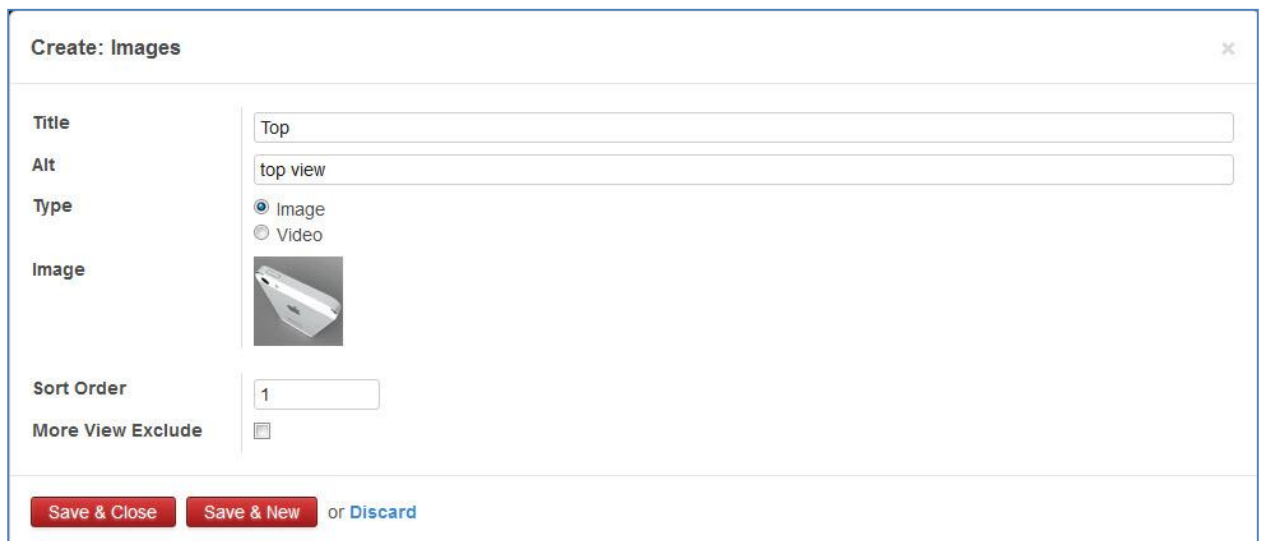 Create: Images
×
Title
Top
Alt
top view
Type
Image
Video
Image
Sort Order
1
More View Exclude
Save & Close Save & New or Discard